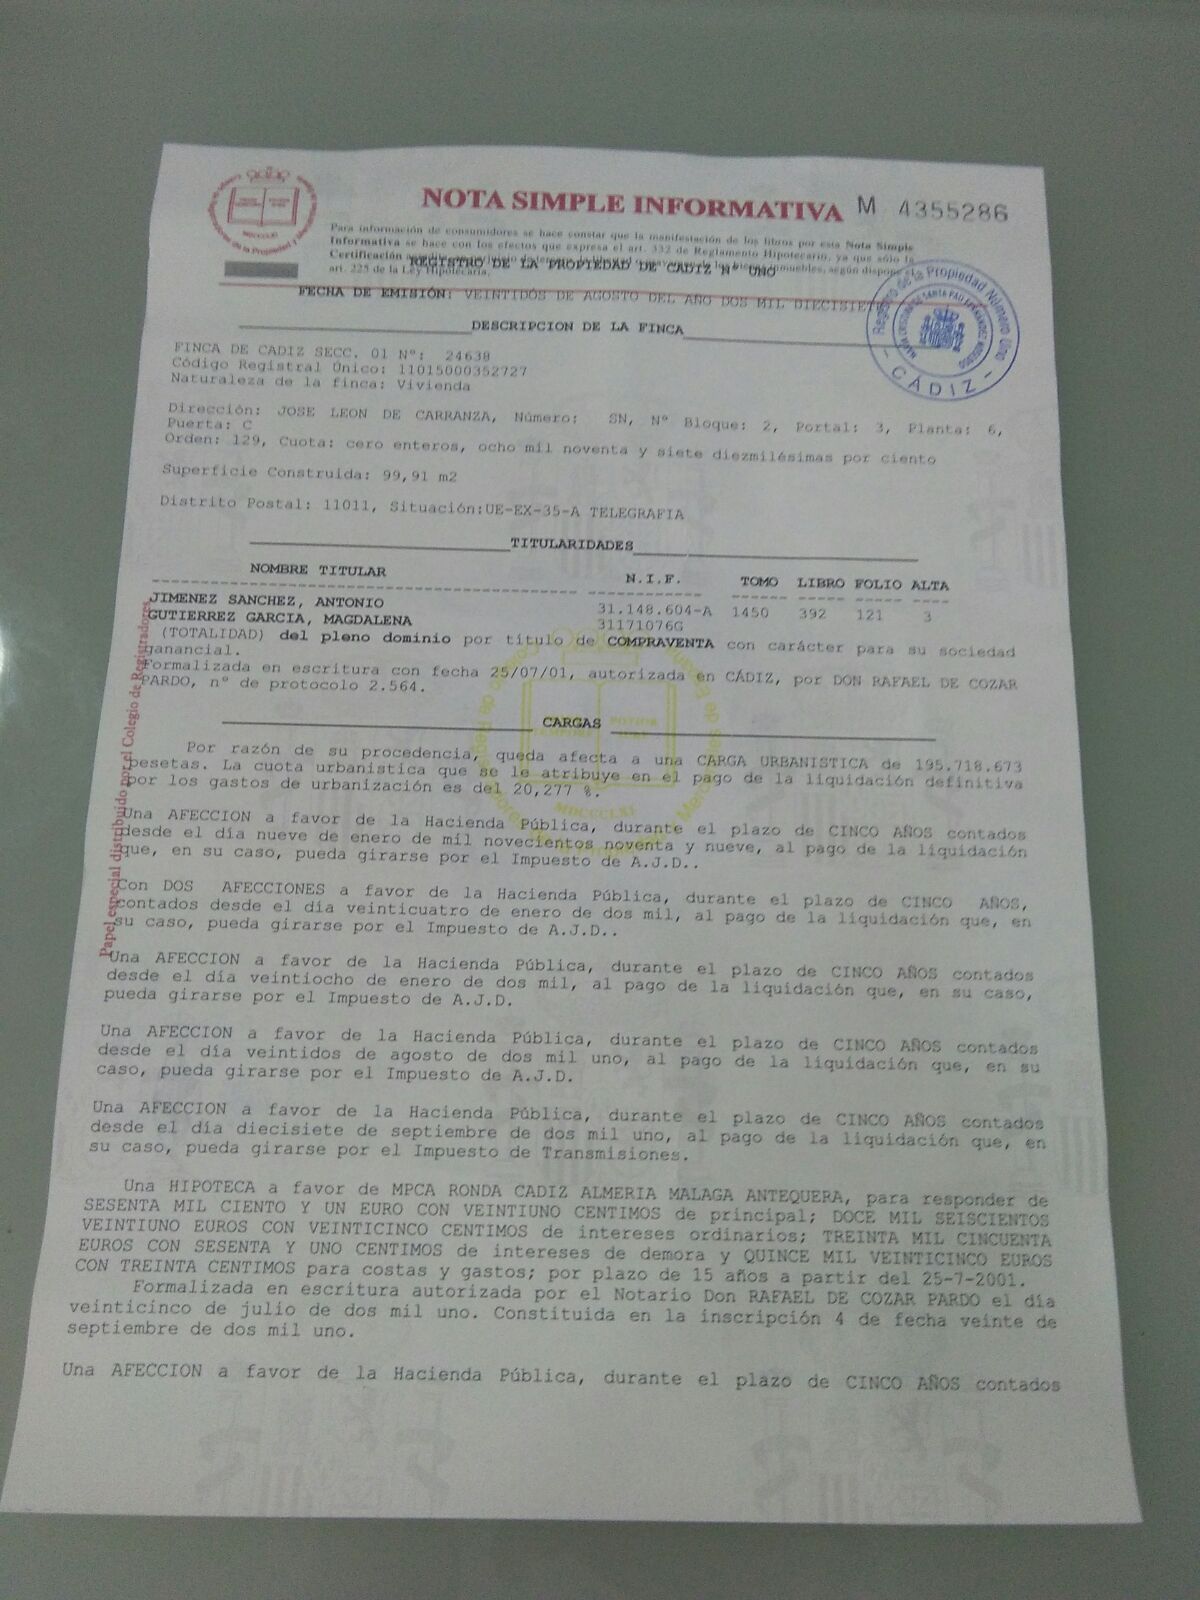 NOTA SIMPLE INFORMATIVA M 4355286
Para información de consumidores se hace constar que la manifestación de los libros por esta Nota Simple
Informativa se hace con los efectos que expresa el art. 332 de Reglamento Hipotecario, ya que sólo la
Certificación
REGISTRO DE LA PROPIEDAD DE CADIZ Nº UNO
art. 225 de la Ley Hipotecaria.
FECHA DE EMISIÓN: VEINTIDÓS DE AGOSTO DEL AÑO DOS MIL DIECISIETE
Registro de la Propiedad Número Uno
- CÁDIZ -
DESCRIPCION DE LA FINCA
FINCA DE CADIZ SECC. 01 Nº: 24638
Código Registral Único: 11015000352727
Naturaleza de la finca: Vivienda
Dirección: JOSE LEON DE CARRANZA, Número: SN, Nº Bloque: 2, Portal: 3, Planta: 6,
Puerta: C
Orden: 129, Cuota: cero enteros, ocho mil noventa y siete diezmilésimas por ciento
Superficie Construida: 99,91 m2
Distrito Postal: 11011, Situación:UE-EX-35-A TELEGRAFIA
TITULARIDADES
NOMBRE TITULAR N.I.F. TOMO LIBRO FOLIO ALTA
JIMENEZ SANCHEZ, ANTONIO 31.148.604-A 1450 392 121 3
GUTIERREZ GARCIA, MAGDALENA 31171076G
(TOTALIDAD) del pleno dominio por título de COMPRAVENTA con carácter para su sociedad
ganancial.
Formalizada en escritura con fecha 25/07/01, autorizada en CÁDIZ, por DON RAFAEL DE COZAR
PARDO, nº de protocolo 2.564.
CARGAS
Por razón de su procedencia, queda afecta a una CARGA URBANISTICA de 195.718.673
pesetas. La cuota urbanistica que se le atribuye en el pago de la liquidación definitiva
por los gastos de urbanización es del 20,277 %.
Una AFECCION a favor de la Hacienda Pública, durante el plazo de CINCO AÑOS contados
desde el día nueve de enero de mil novecientos noventa y nueve, al pago de la liquidación
que, en su caso, pueda girarse por el Impuesto de A.J.D..
Con DOS AFECCIONES a favor de la Hacienda Pública, durante el plazo de CINCO AÑOS,
contados desde el día veinticuatro de enero de dos mil, al pago de la liquidación que, en
su caso, pueda girarse por el Impuesto de A.J.D..
Una AFECCION a favor de la Hacienda Pública, durante el plazo de CINCO AÑOS contados
desde el día veintiocho de enero de dos mil, al pago de la liquidación que, en su caso,
pueda girarse por el Impuesto de A.J.D.
Una AFECCION a favor de la Hacienda Pública, durante el plazo de CINCO AÑOS contados
desde el día veintidos de agosto de dos mil uno, al pago de la liquidación que, en su
caso, pueda girarse por el Impuesto de A.J.D.
Una AFECCION a favor de la Hacienda Pública, durante el plazo de CINCO AÑOS contados
desde el día diecisiete de septiembre de dos mil uno, al pago de la liquidación que, en
su caso, pueda girarse por el Impuesto de Transmisiones.
Una HIPOTECA a favor de MPCA RONDA CADIZ ALMERIA MALAGA ANTEQUERA, para responder de
SESENTA MIL CIENTO Y UN EURO CON VEINTIUNO CENTIMOS de principal; DOCE MIL SEISCIENTOS
VEINTIUNO EUROS CON VEINTICINCO CENTIMOS de intereses ordinarios; TREINTA MIL CINCUENTA
EUROS CON SESENTA Y UNO CENTIMOS de intereses de demora y QUINCE MIL VEINTICINCO EUROS
CON TREINTA CENTIMOS para costas y gastos; por plazo de 15 años a partir del 25-7-2001.
Formalizada en escritura autorizada por el Notario Don RAFAEL DE COZAR PARDO el día
veinticinco de julio de dos mil uno. Constituida en la inscripción 4 de fecha veinte de
septiembre de dos mil uno.
Una AFECCION a favor de la Hacienda Pública, durante el plazo de CINCO AÑOS contados
Papel especial distribuido por el Colegio de Registradores
MDCCCLXI